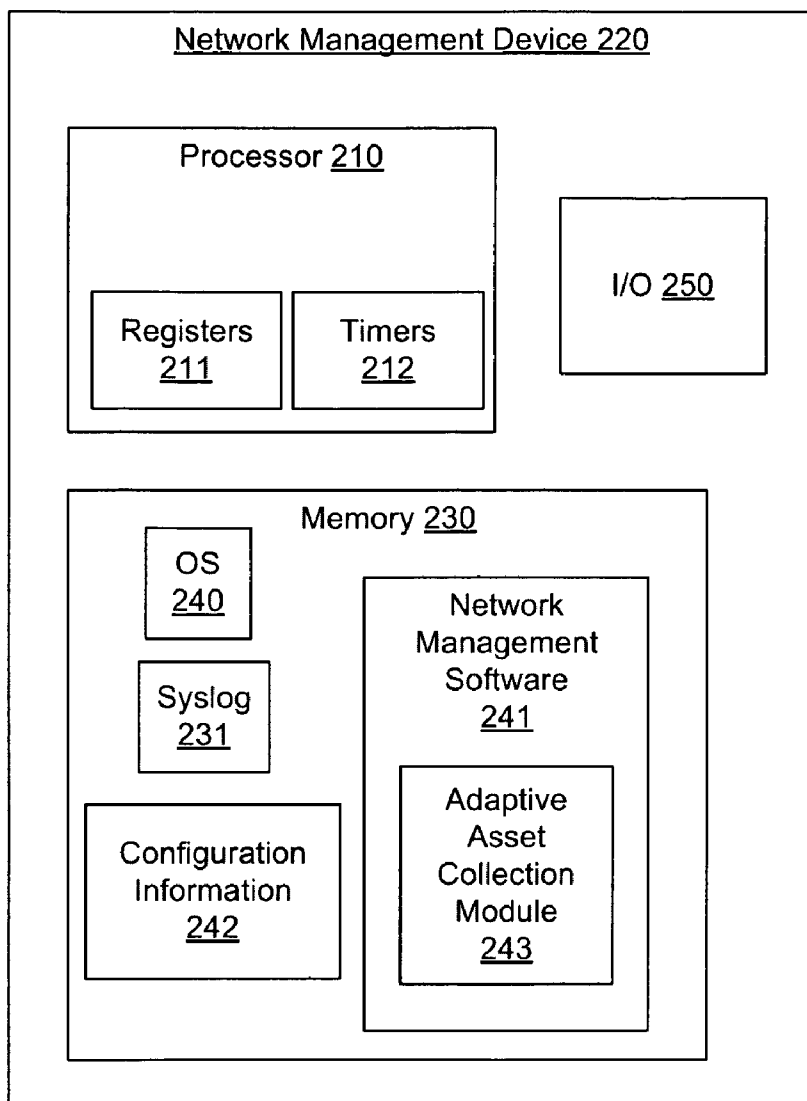 Network Management Device 220
Processor 210
Registers
211
Timers
212
I/O 250
Memory 230
OS
240
Syslog
231
Configuration
Information
242
Network
Management
Software
241
Adaptive
Asset
Collection
Module
243